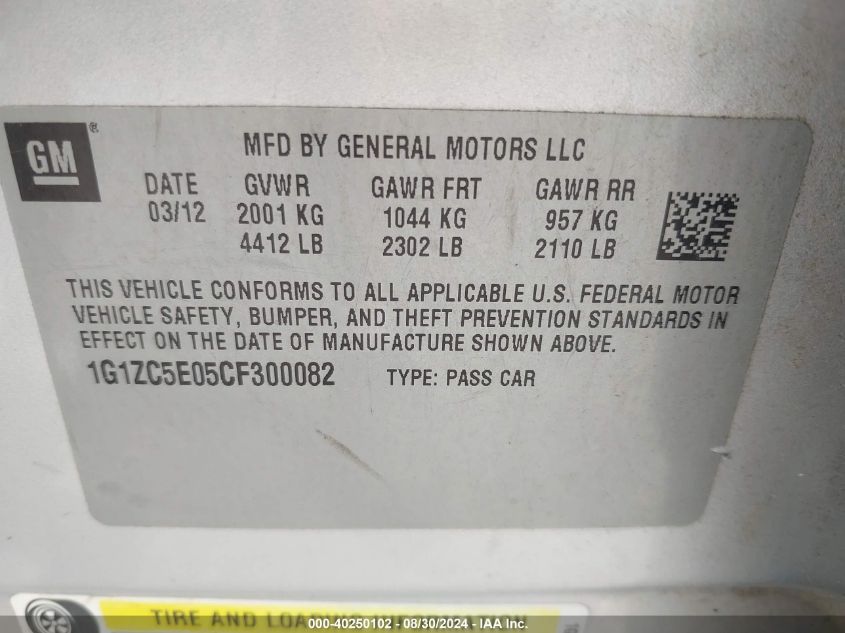 GM®
MFD BY GENERAL MOTORS LLC
DATE GVWR GAWR FRT GAWR RR
03/12 2001 KG 1044 KG 957 KG
4412 LB 2302 LB 2110 LB
THIS VEHICLE CONFORMS TO ALL APPLICABLE U.S. FEDERAL MOTOR
VEHICLE SAFETY, BUMPER, AND THEFT PREVENTION STANDARDS IN
EFFECT ON THE DATE OF MANUFACTURE SHOWN ABOVE.
1G1ZC5E05CF300082 TYPE: PASS CAR
TIRE AND LOADING INFORMATION
000-40250102 - 08/30/2024 - IAA Inc.